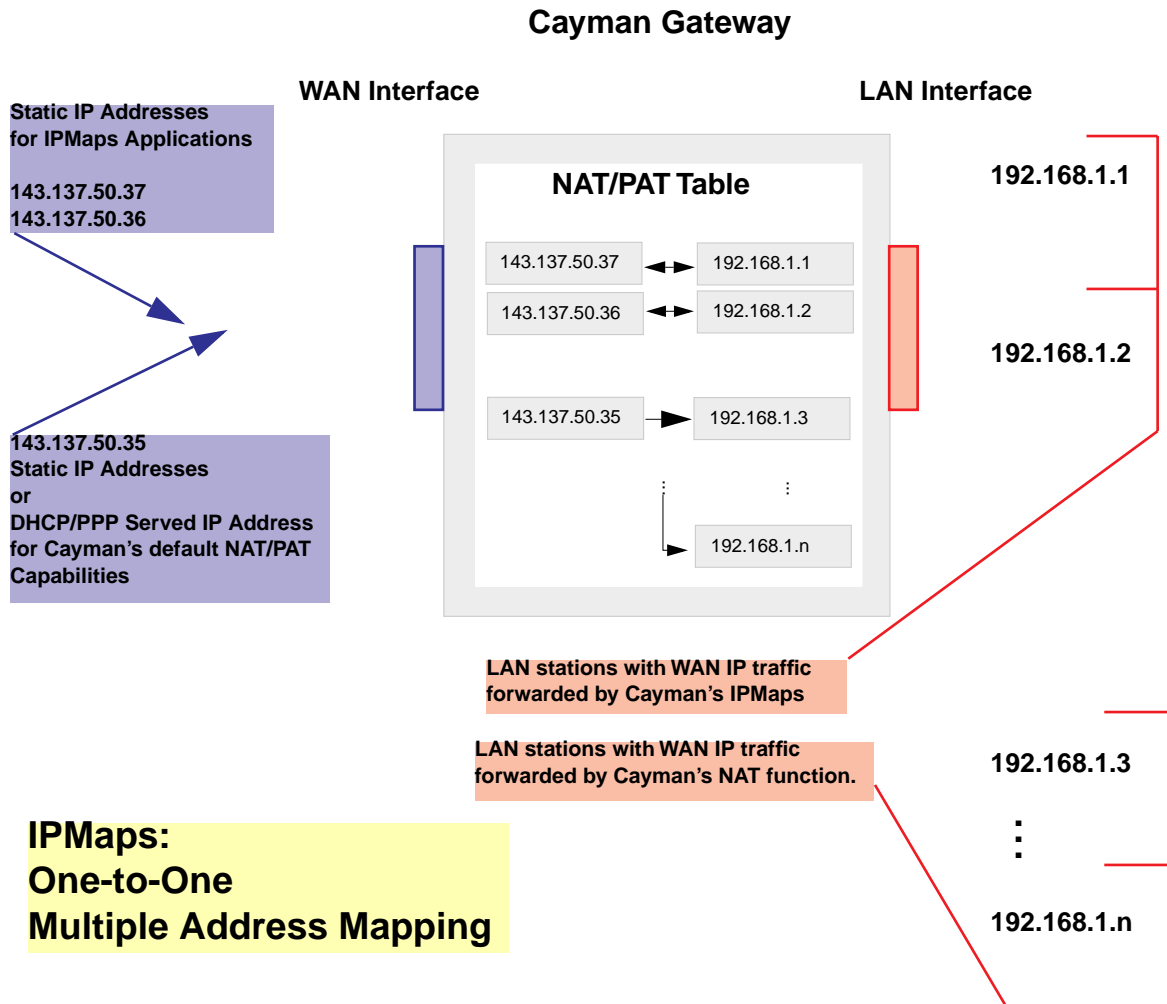 Cayman Gateway
WAN Interface
LAN Interface
Static IP Addresses
for IPMaps Applications
143.137.50.37
143.137.50.36
NAT/PAT Table
143.137.50.37
192.168.1.1
143.137.50.36
192.168.1.2
143.137.50.35
192.168.1.3
...
...
192.168.1.n
192.168.1.1
192.168.1.2
143.137.50.35
Static IP Addresses
or
DHCP/PPP Served IP Address
for Cayman’s default NAT/PAT
Capabilities
LAN stations with WAN IP traffic
forwarded by Cayman’s IPMaps
LAN stations with WAN IP traffic
forwarded by Cayman’s NAT function.
192.168.1.3
⋮
192.168.1.n
IPMaps:
One-to-One
Multiple Address Mapping